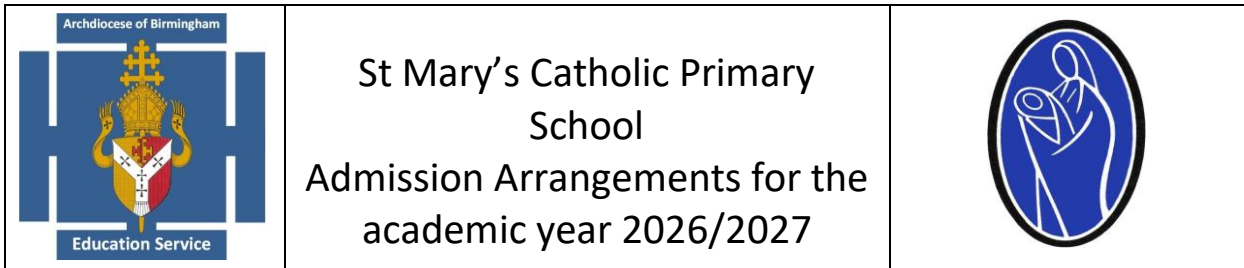 Archdiocese of Birmingham
Education Service
St Mary’s Catholic Primary
School
Admission Arrangements for the
academic year 2026/2027